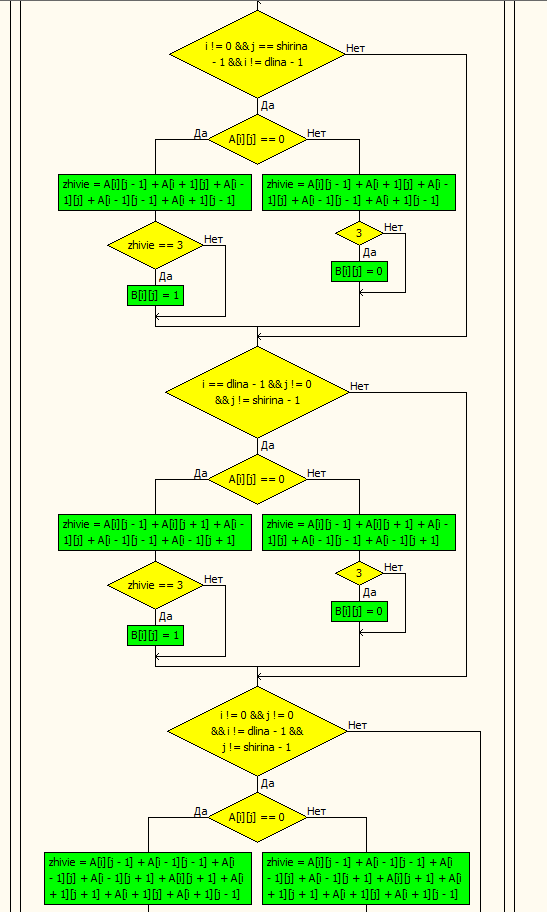 i != 0 && j == shirina
- 1 && i != dlina - 1
Нет
Да
A[i][j] == 0
Да
Нет
zhivie = A[i][j - 1] + A[i + 1][j] + A[i -
1][j] + A[i - 1][j - 1] + A[i + 1][j - 1]
zhivie = A[i][j - 1] + A[i + 1][j] + A[i -
1][j] + A[i - 1][j - 1] + A[i + 1][j - 1]
zhivie == 3
Нет
Да
B[i][j] = 1
3
Нет
Да
B[i][j] = 0
i == dlina - 1 && j != 0
&& j != shirina - 1
Нет
Да
A[i][j] == 0
Да
Нет
zhivie = A[i][j - 1] + A[i][j + 1] + A[i -
1][j] + A[i - 1][j - 1] + A[i - 1][j + 1]
zhivie = A[i][j - 1] + A[i][j + 1] + A[i -
1][j] + A[i - 1][j - 1] + A[i - 1][j + 1]
zhivie == 3
Нет
Да
B[i][j] = 1
3
Нет
Да
B[i][j] = 0
i != 0 && j != 0
&& i != dlina - 1 &&
j != shirina - 1
Нет
Да
A[i][j] == 0
Да
Нет
zhivie = A[i][j - 1] + A[i - 1][j - 1] + A[i
- 1][j] + A[i - 1][j + 1] + A[i][j + 1] + A[i
+ 1][j + 1] + A[i + 1][j] + A[i + 1][j - 1]
zhivie = A[i][j - 1] + A[i - 1][j - 1] + A[i
- 1][j] + A[i - 1][j + 1] + A[i][j + 1] + A[i
+ 1][j + 1] + A[i + 1][j] + A[i + 1][j - 1]